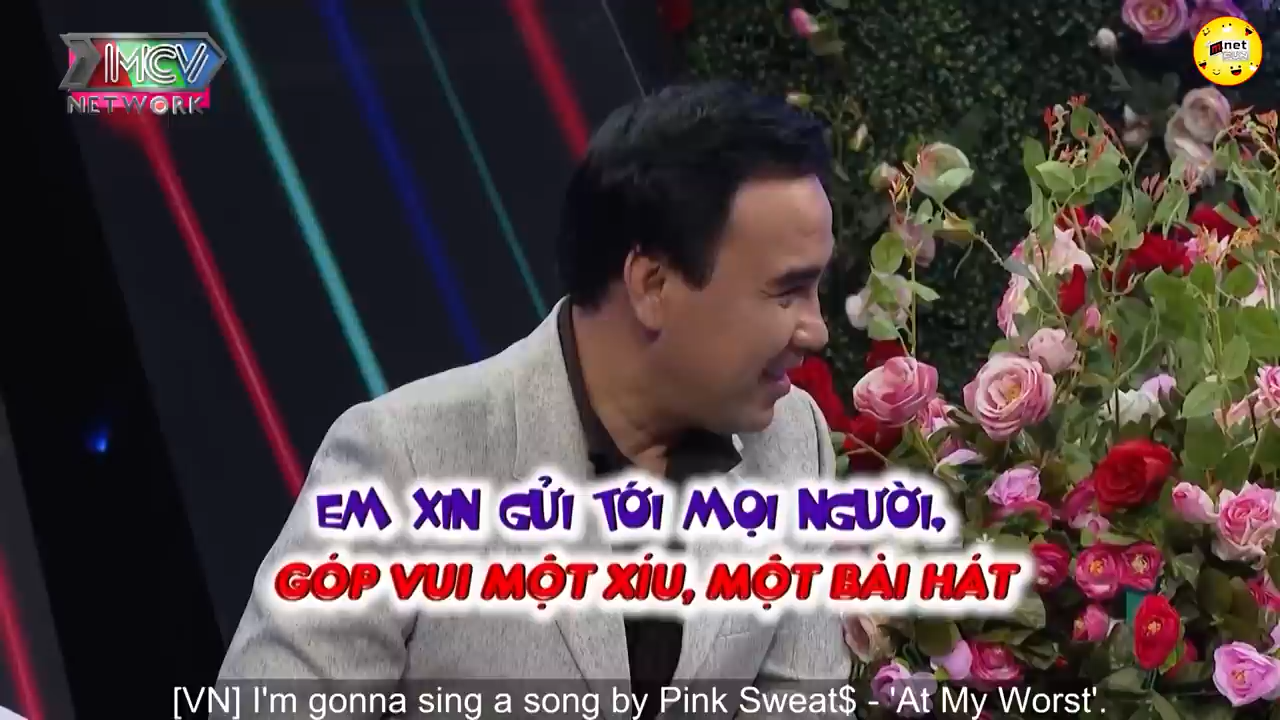 MCV
NETWORK
net
EM XIN GỬI TỚI MỌI NGƯỜI,
GÓP VUI MỘT XÍU, MỘT BÀI HÁT
[VN] I'm gonna sing a song by Pink Sweat$ - 'At My Worst'.